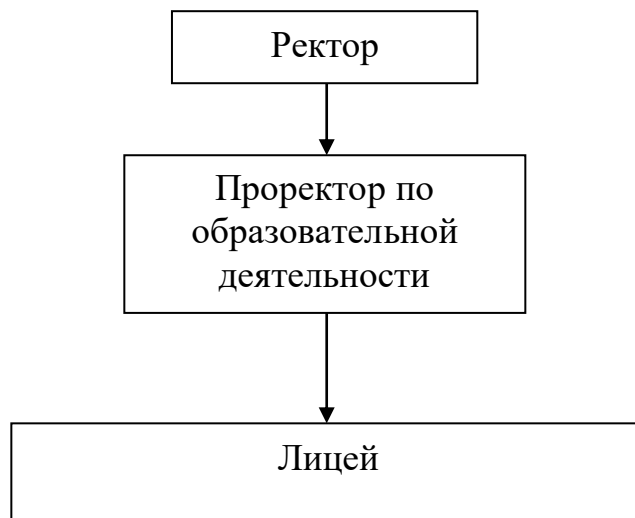 Ректор
Проректор по
образовательной
деятельности
Лицей